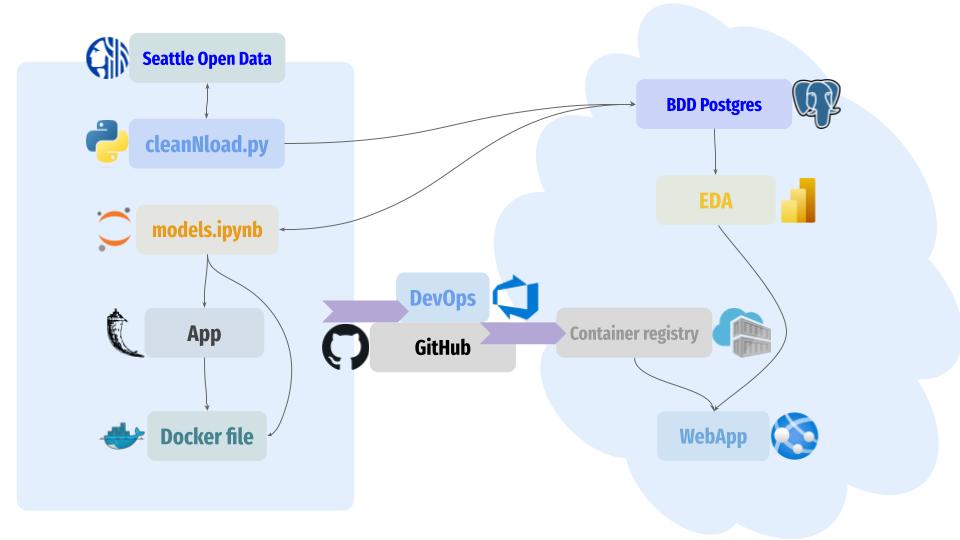 Seattle Open Data
cleanNload.py
models.ipynb
App
Docker file
DevOps
GitHub
BDD Postgres
EDA
Container registry
WebApp